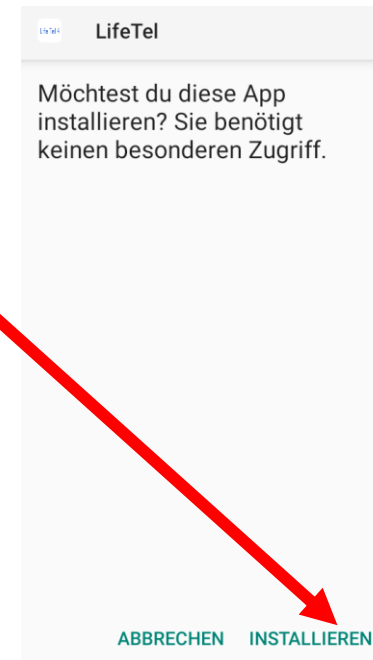 LifeTel
Möchtest du diese App
installieren? Sie benötigt
keinen besonderen Zugriff.
ABBRECHEN INSTALLIEREN